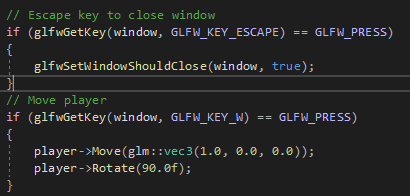 // Escape key to close window
if (glfwGetKey(window, GLFW_KEY_ESCAPE) == GLFW_PRESS)
{
    glfwSetWindowShouldClose(window, true);
}
// Move player
if (glfwGetKey(window, GLFW_KEY_W) == GLFW_PRESS)
{
    player->Move(glm::vec3(1.0, 0.0, 0.0));
    player->Rotate(90.0f);
}